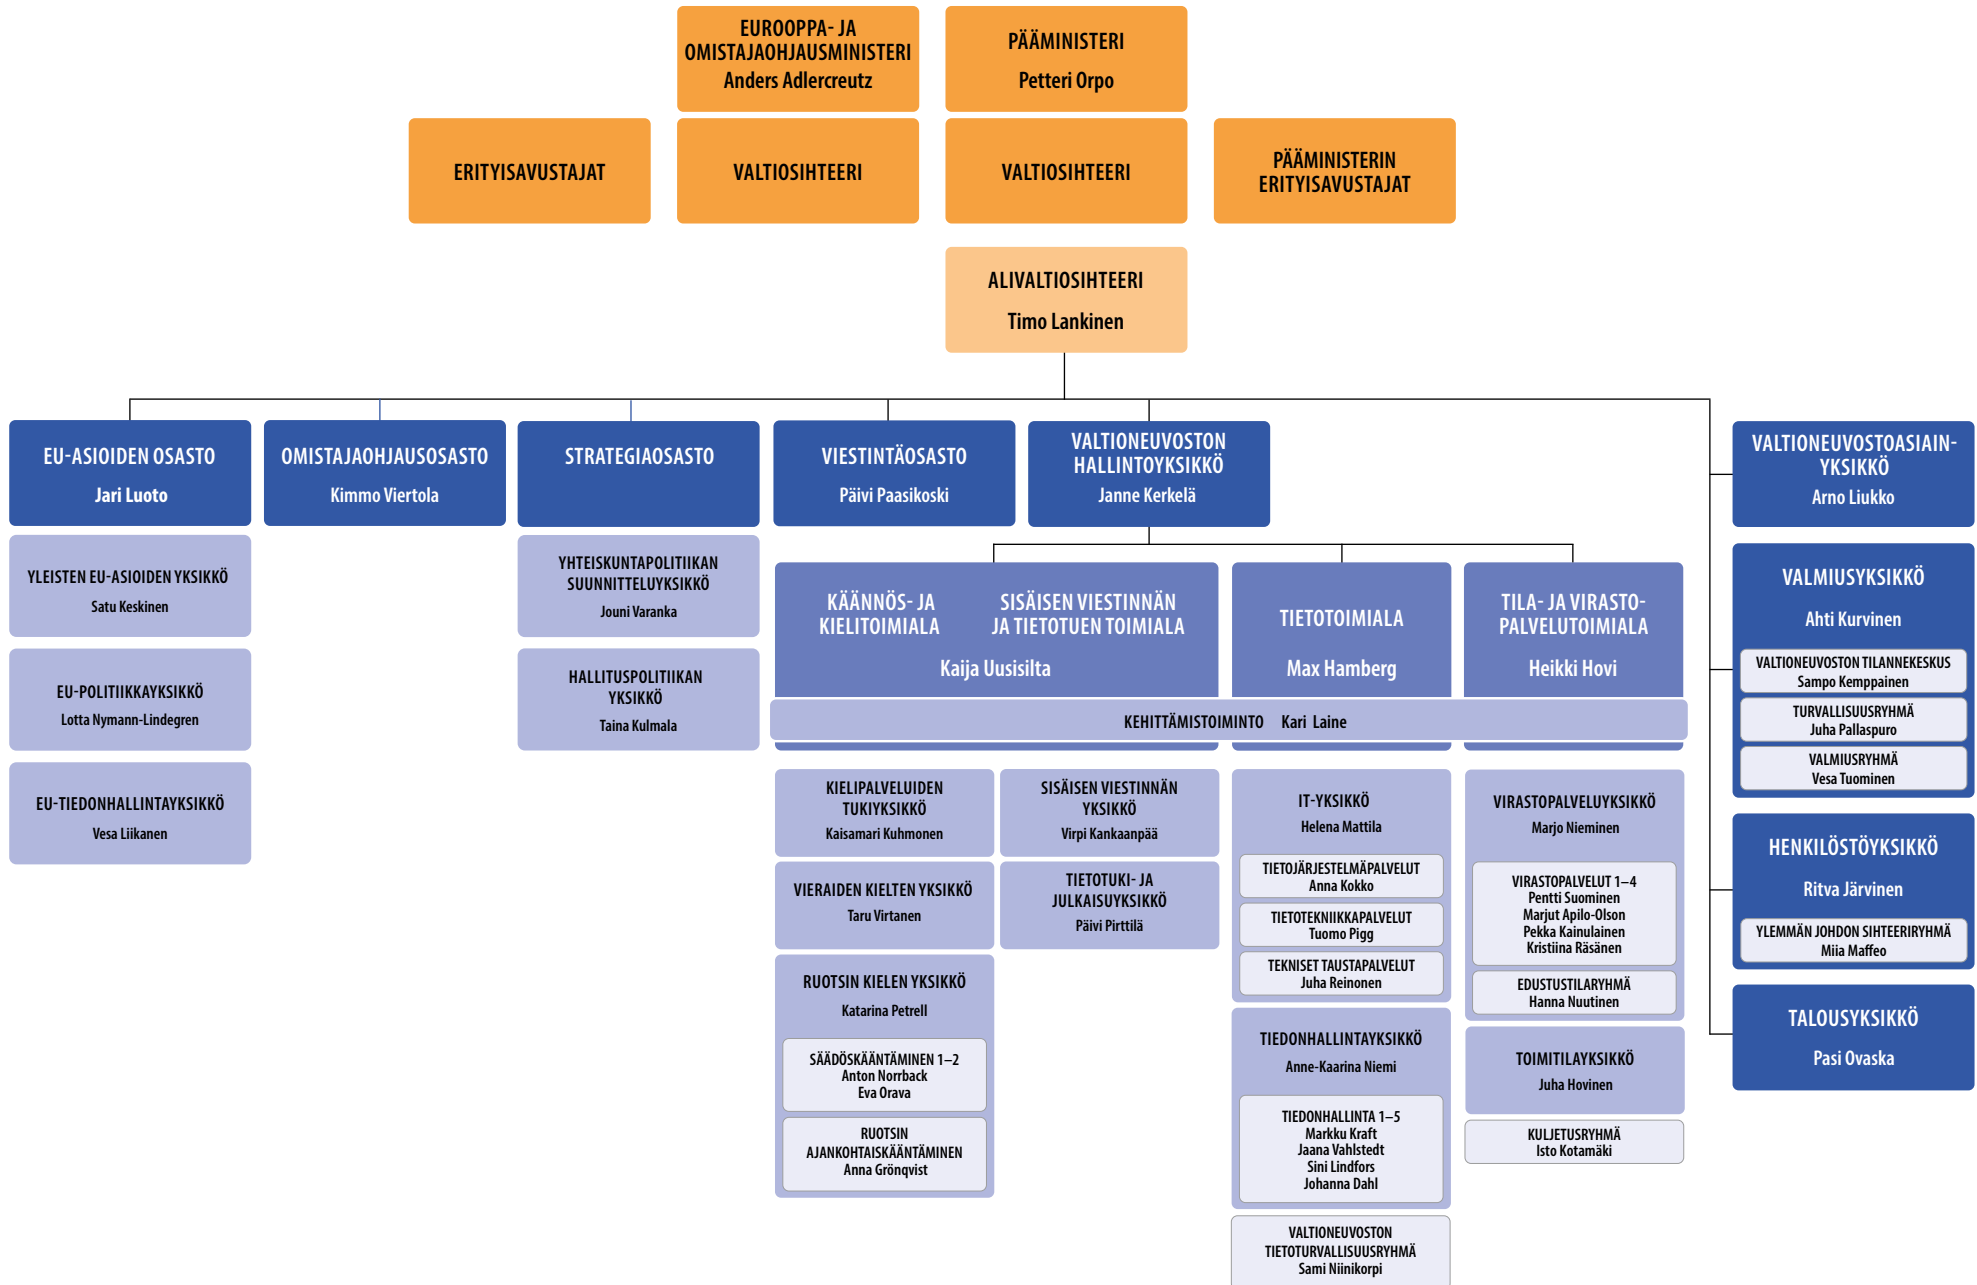 EUROOPPA- JA
OMISTAJAOHJAUSMINISTERI
Anders Adlercreutz
PÄÄMINISTERI
Petteri Orpo
ERITYISAVUSTAJAT
VALTIOSIHTEERI
VALTIOSIHTEERI
PÄÄMINISTERIN
ERITYISAVUSTAJAT
ALIVALTIOSIHTEERI
Timo Lankinen
EU-ASIOIDEN OSASTO
Jari Luoto
YLEISTEN EU-ASIOIDEN YKSIKKÖ
Satu Keskinen
EU-POLITIIKKAYKSIKKÖ
Lotta Nymann-Lindegren
EU-TIEDONHALLINTAYKSIKKÖ
Vesa Liikanen
OMISTAJAOHJAUSOSASTO
Kimmo Viertola
STRATEGIAOSASTO
YHTEISKUNTAPOLITIIKAN
SUUNNITTELUYKSIKKÖ
Jouni Varanka
HALLITUSPOLITIIKAN
YKSIKKÖ
Taina Kulmala
VIESTINTÄOSASTO
Päivi Paasikoski
VALTIONEUVOSTON
HALLINTOYKSIKKÖ
Janne Kerkelä
KÄÄNNÖS- JA
KIELITOIMIALA
SISÄISEN VIESTINNÄN
JA TIETOTUEN TOIMIALA
Kaija Uusisilta
TIETOTOIMIALA
Max Hamberg
TILA- JA VIRASTO-
PALVELUTOIMIALA
Heikki Hovi
KEHITTÄMISTOIMINTO Kari Laine
KIELIPALVELUIDEN
TUKIYKSIKKÖ
Kaisamari Kuhmonen
VIERAIDEN KIELTEN YKSIKKÖ
Taru Virtanen
RUOTSIN KIELEN YKSIKKÖ
Katarina Petrell
SÄÄDÖSKÄÄNTÄMINEN 1–2
Anton Norrback
Eva Orava
RUOTSIN
AJANKOHTAISKÄÄNTÄMINEN
Anna Grönqvist
SISÄISEN VIESTINNÄN
YKSIKKÖ
Virpi Kankaanpää
TIETOTUKI- JA
JULKAISUYKSIKKÖ
Päivi Pirttilä
IT-YKSIKKÖ
Helena Mattila
TIETOJÄRJESTELMÄPALVELUT
Anna Kokko
TIETOTEKNIIKKAPALVELUT
Tuomo Pigg
TEKNISET TAUSTAPALVELUT
Juha Reinonen
TIEDONHALLINTAYKSIKKÖ
Anne-Kaarina Niemi
TIEDONHALLINTA 1–5
Markku Kraft
Jaana Vahlstedt
Sini Lindfors
Johanna Dahl
VALTIONEUVOSTON
TIETOTURVALLISUUSRYHMÄ
Sami Niinikorpi
VIRASTOPALVELUYKSIKKÖ
Marjo Nieminen
VIRASTOPALVELUT 1–4
Pentti Suominen
Marjut Apilo-Olson
Pekka Kainulainen
Kristiina Räsänen
EDUSTUSTILARYHMÄ
Hanna Nuutinen
TOIMITILAYKSIKKÖ
Juha Hovinen
KULJETUSRYHMÄ
Isto Kotamäki
VALTIONEUVOSTOASIAIN-
YKSIKKÖ
Arno Liukko
VALMIUSYKSIKKÖ
Ahti Kurvinen
VALTIONEUVOSTON TILANNEKESKUS
Sampo Kemppainen
TURVALLISUUSRYHMÄ
Juha Pallaspuro
VALMIUSRYHMÄ
Vesa Tuominen
HENKILÖSTÖYKSIKKÖ
Ritva Järvinen
YLEMMÄN JOHDON SIHTEERIRYHMÄ
Miia Maffeo
TALOUSYKSIKKÖ
Pasi Ovaska